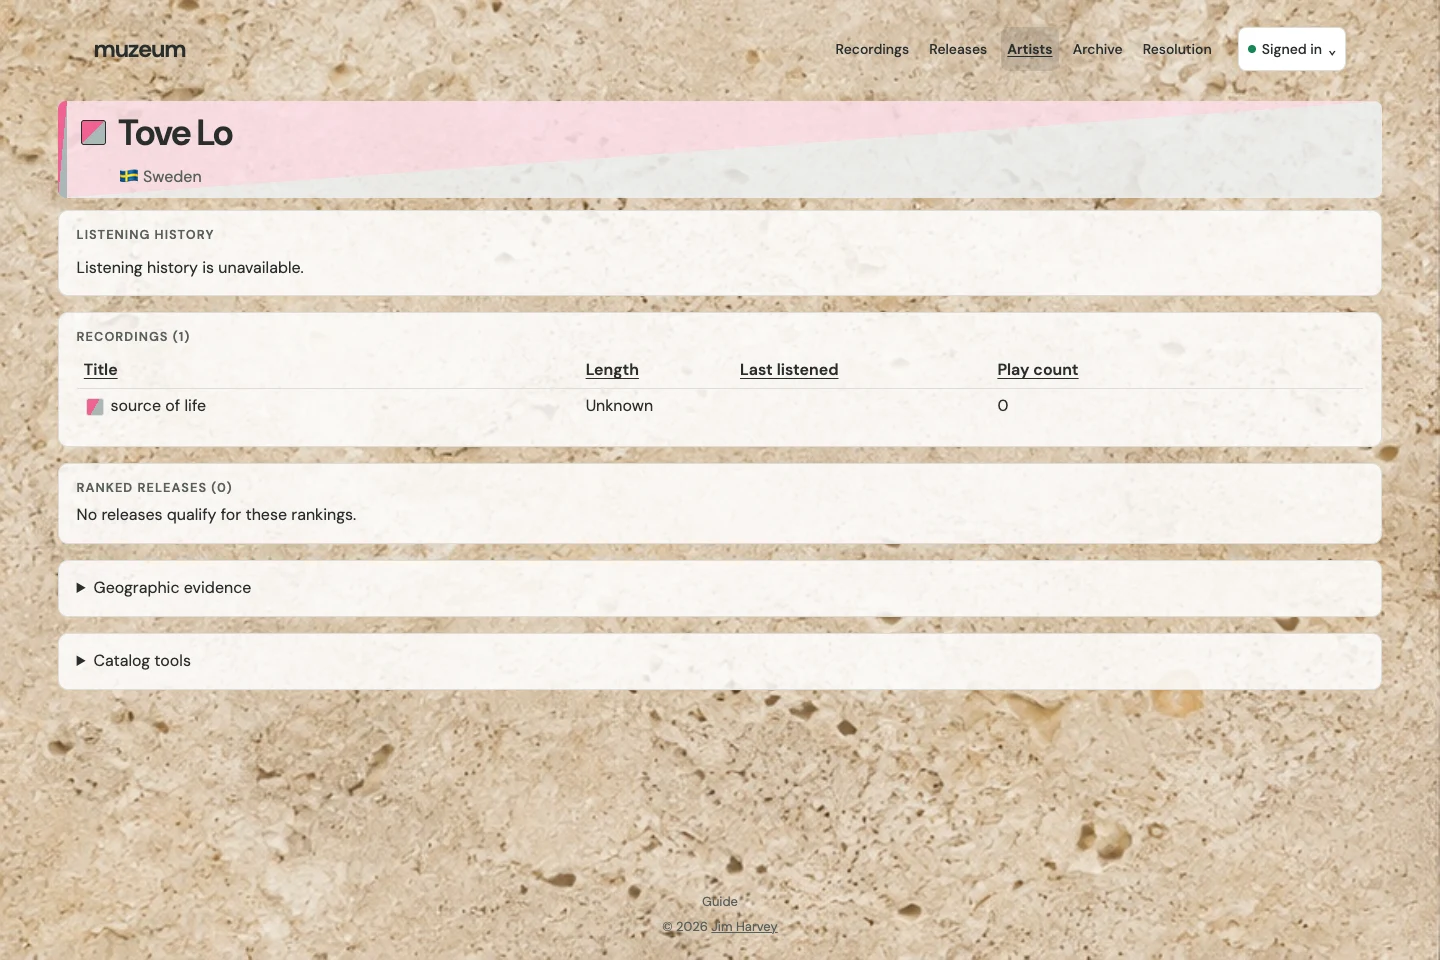 muzeum
Recordings Releases Artists Archive Resolution Signed in
Tove Lo
Sweden
LISTENING HISTORY
Listening history is unavailable.
RECORDINGS (1)
Title Length Last listened Play count
source of life Unknown 0
RANKED RELEASES (0)
No releases qualify for these rankings.
Geographic evidence
Catalog tools
Guide
© 2026 Jim Harvey